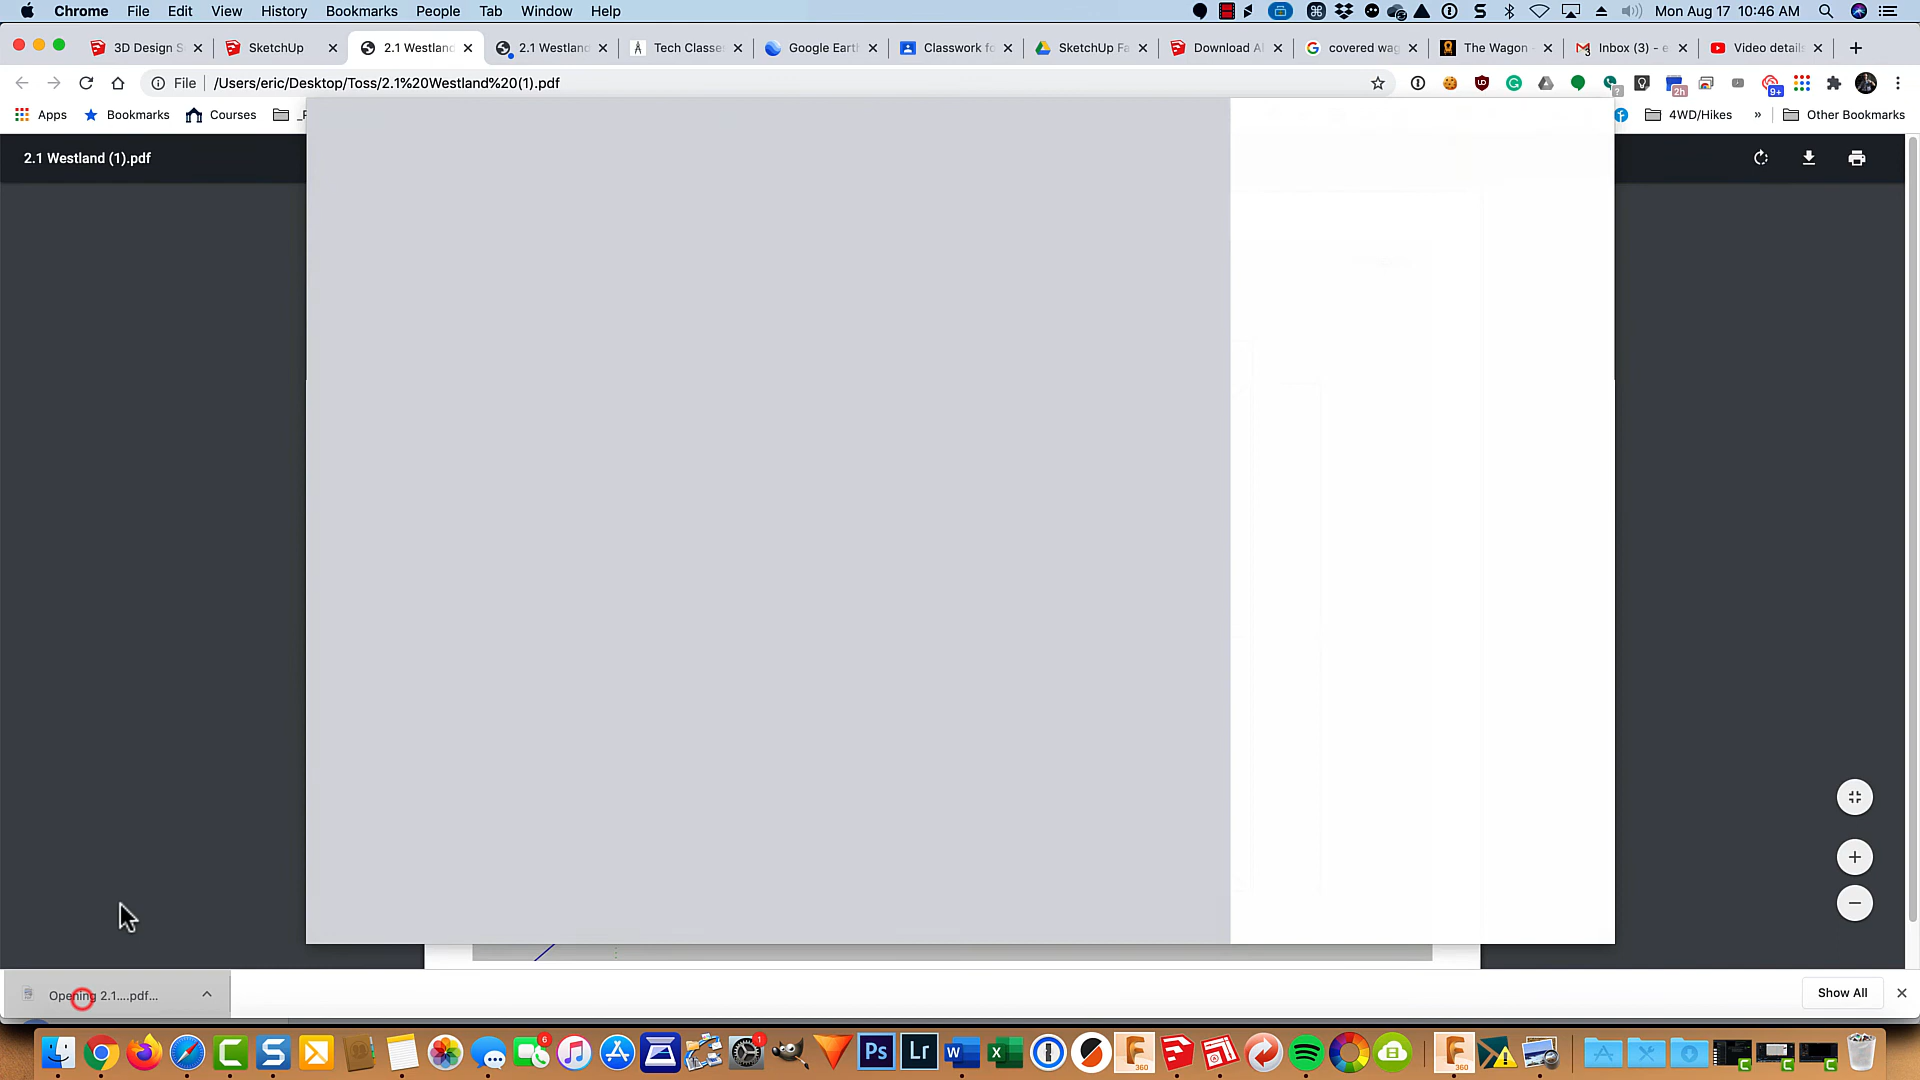 Chrome File Edit View History Bookmarks People Tab Window Help Mon Aug 17 10:46 AM
3D Design S SketchUp 2.1 Westland 2.1 Westland Tech Classe Google Eart Classwork fo SketchUp Fa Download Al covered wag The Wagon - Inbox (3) - e Video details
File /Users/eric/Desktop/Toss/2.1%20Westland%20(1).pdf
Apps Bookmarks Courses 4WD/Hikes » Other Bookmarks
2.1 Westland (1).pdf
Opening 2.1....pdf...
Show All